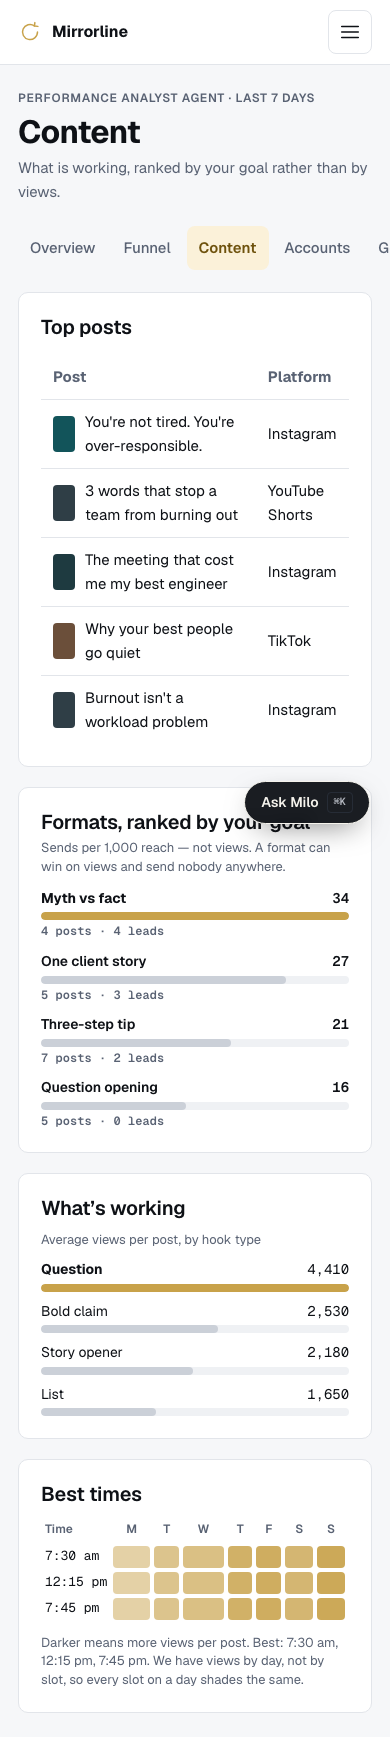 Mirrorline
PERFORMANCE ANALYST AGENT · LAST 7 DAYS
Content
What is working, ranked by your goal rather than by
views.
Overview Funnel Content Accounts G
Top posts
Post Platform
You're not tired. You're
over-responsible.
Instagram
3 words that stop a
team from burning out
YouTube
Shorts
The meeting that cost
me my best engineer
Instagram
Why your best people
go quiet
TikTok
Burnout isn't a
workload problem
Instagram
Ask Milo ⌘K
Formats, ranked by your goal
Sends per 1,000 reach — not views. A format can
win on views and send nobody anywhere.
Myth vs fact 34
4 posts · 4 leads
One client story 27
5 posts · 3 leads
Three-step tip 21
7 posts · 2 leads
Question opening 16
5 posts · 0 leads
What's working
Average views per post, by hook type
Question 4,410
Bold claim 2,530
Story opener 2,180
List 1,650
Best times
Time M T W T F S S
7:30 am
12:15 pm
7:45 pm
Darker means more views per post. Best: 7:30 am,
12:15 pm, 7:45 pm. We have views by day, not by
slot, so every slot on a day shades the same.